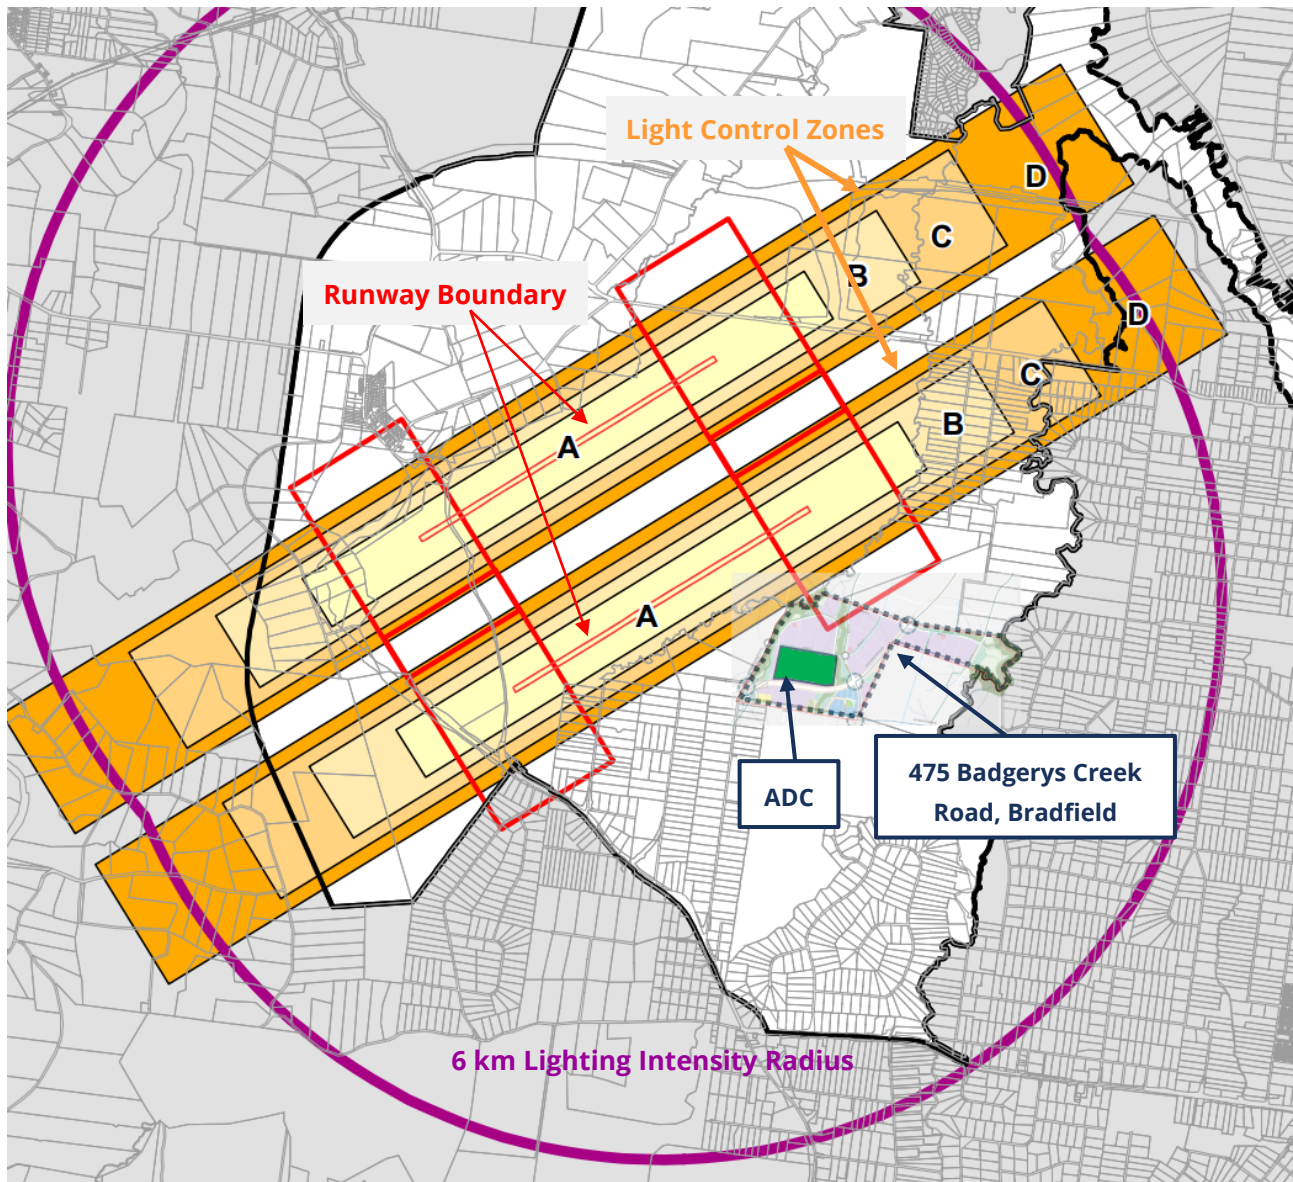 Light Control Zones
D
C
B
Runway Boundary
D
C
B
A
A
ADC
475 Badgerys Creek
Road, Bradfield
6 km Lighting Intensity Radius